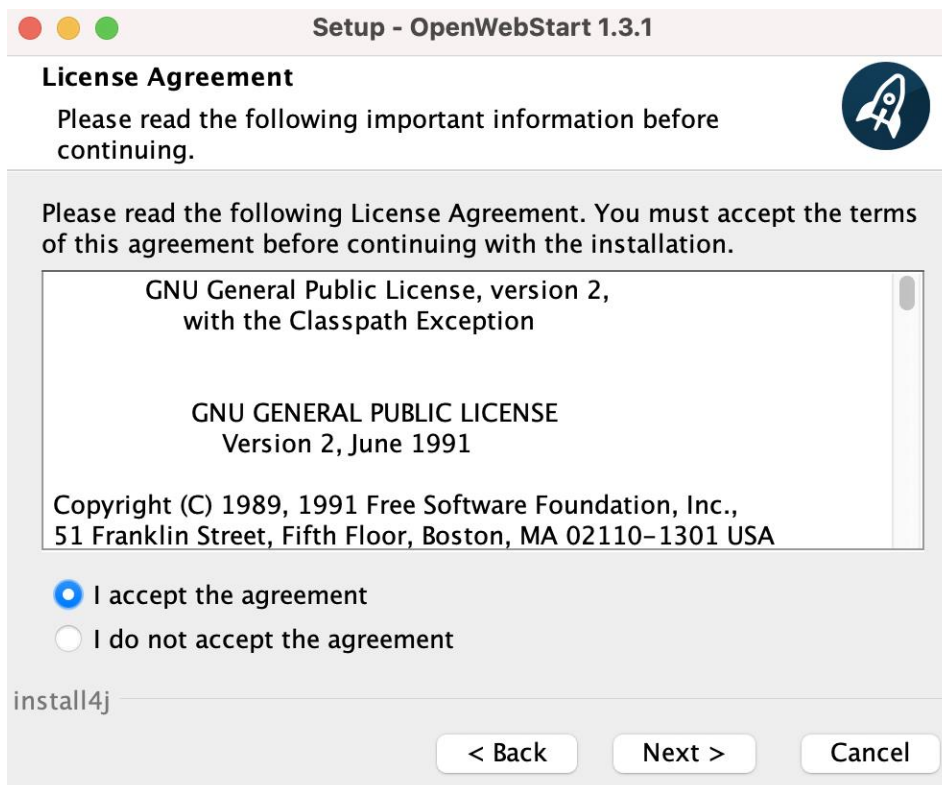 Setup - OpenWebStart 1.3.1
License Agreement
Please read the following important information before
continuing.
Please read the following License Agreement. You must accept the terms
of this agreement before continuing with the installation.
GNU General Public License, version 2,
with the Classpath Exception
GNU GENERAL PUBLIC LICENSE
Version 2, June 1991
Copyright (C) 1989, 1991 Free Software Foundation, Inc.,
51 Franklin Street, Fifth Floor, Boston, MA 02110-1301 USA
I accept the agreement
I do not accept the agreement
install4j
< Back Next > Cancel